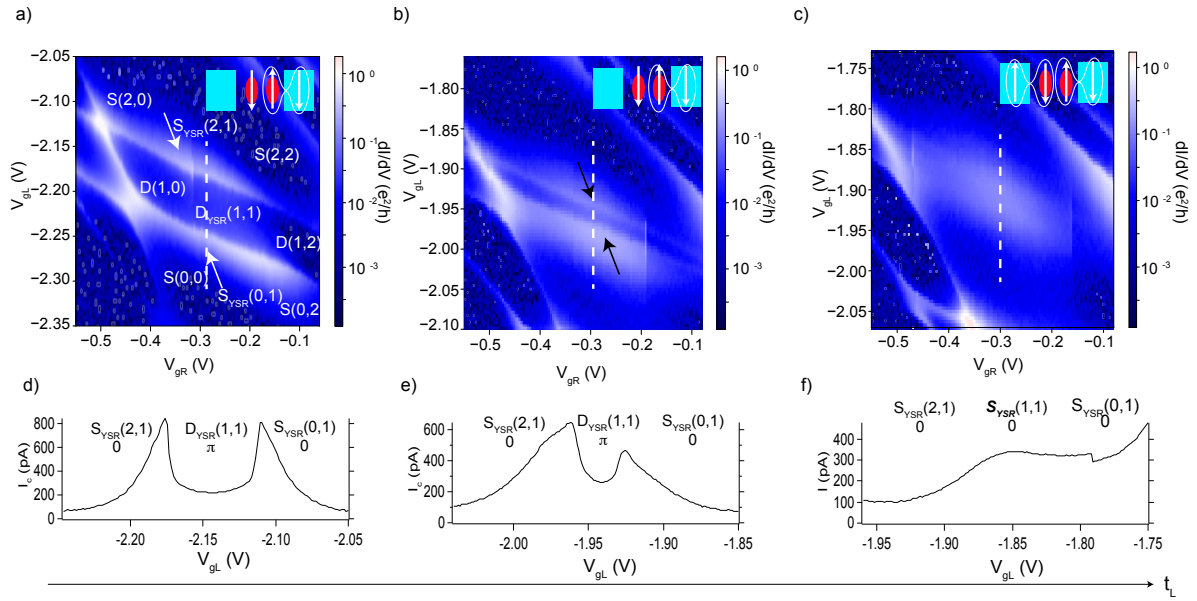 a)
b)
c)
−2.05
−2.10
−2.15
−2.20
−2.25
−2.30
−2.35
V_gL (V)
S(2,0)
S_YSR(2,1)
S(2,2)
D(1,0)
D_YSR(1,1)
D(1,2)
S(0,0)
S_YSR(0,1)
S(0,2
−0.5 −0.4 −0.3 −0.2 −0.1
V_gR (V)
10^0
10^-1
10^-2
10^-3
dI/dV (e²/h)
−1.80
−1.85
−1.90
−1.95
−2.00
−2.05
−2.10
V_gL (V)
−0.5 −0.4 −0.3 −0.2 −0.1
V_gR (V)
10^0
10^-1
10^-2
10^-3
dI/dV (e²/h)
−1.75
−1.80
−1.85
−1.90
−1.95
−2.00
−2.05
V_gL (V)
−0.5 −0.4 −0.3 −0.2 −0.1
V_gR (V)
10^0
10^-1
10^-2
10^-3
dI/dV (e²/h)
d)
800
600
400
200
0
I_c (pA)
S_YSR(2,1) D_YSR(1,1) S_YSR(0,1)
0 π 0
-2.20 -2.15 -2.10 -2.05
V_gL (V)
e)
600
400
200
0
I_c (pA)
S_YSR(2,1) D_YSR(1,1) S_YSR(0,1)
0 π 0
-2.00 -1.95 -1.90 -1.85
V_gL (V)
f)
400
300
200
100
0
I (pA)
S_YSR(2,1) S_YSR(1,1) S_YSR(0,1)
0 0 0
-1.95 -1.90 -1.85 -1.80 -1.75
V_gL (V)
t_L